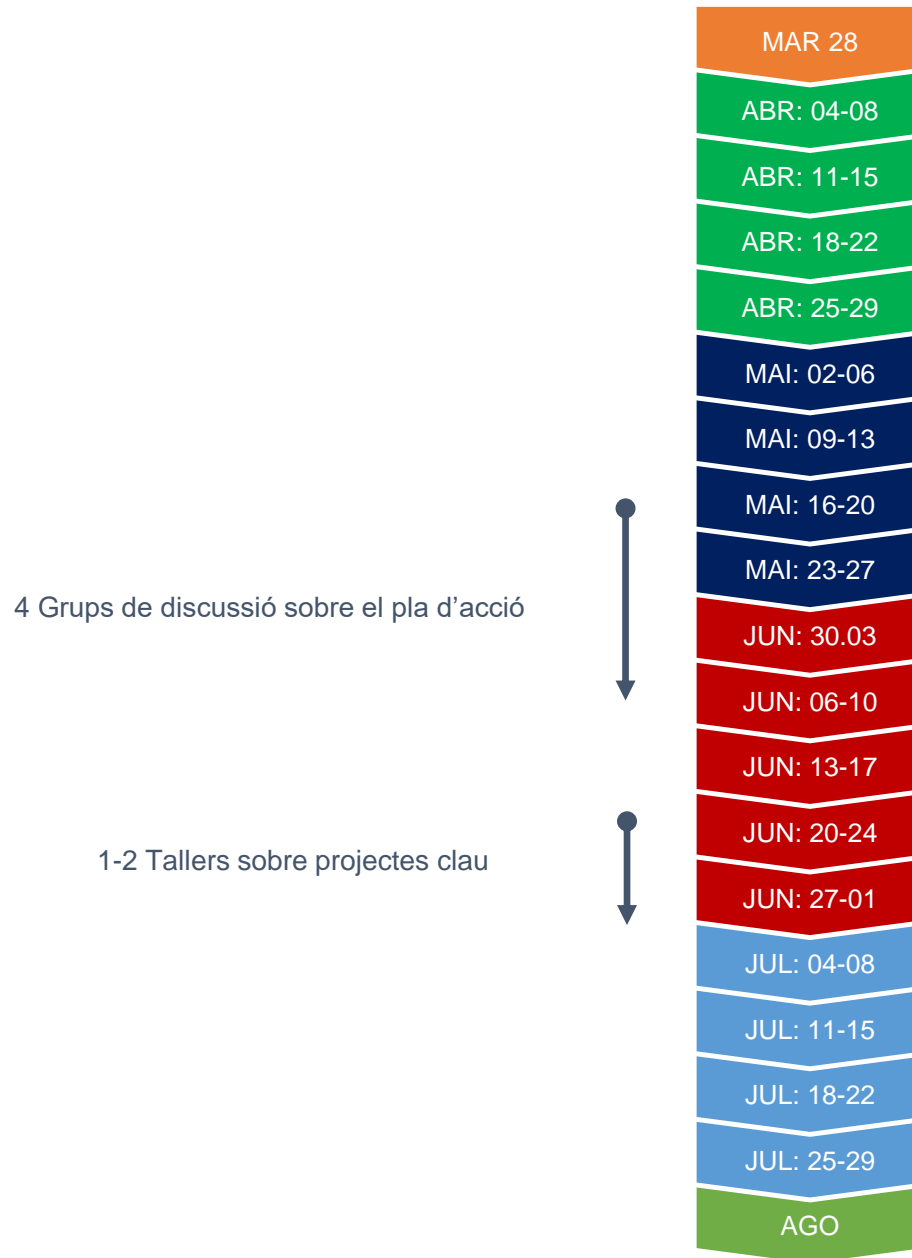 MAR 28
ABR: 04-08
ABR: 11-15
ABR: 18-22
ABR: 25-29
MAI: 02-06
MAI: 09-13
MAI: 16-20
MAI: 23-27
4 Grups de discussió sobre el pla d’acció
JUN: 30.03
JUN: 06-10
JUN: 13-17
JUN: 20-24
1-2 Tallers sobre projectes clau
JUN: 27-01
JUL: 04-08
JUL: 11-15
JUL: 18-22
JUL: 25-29
AGO